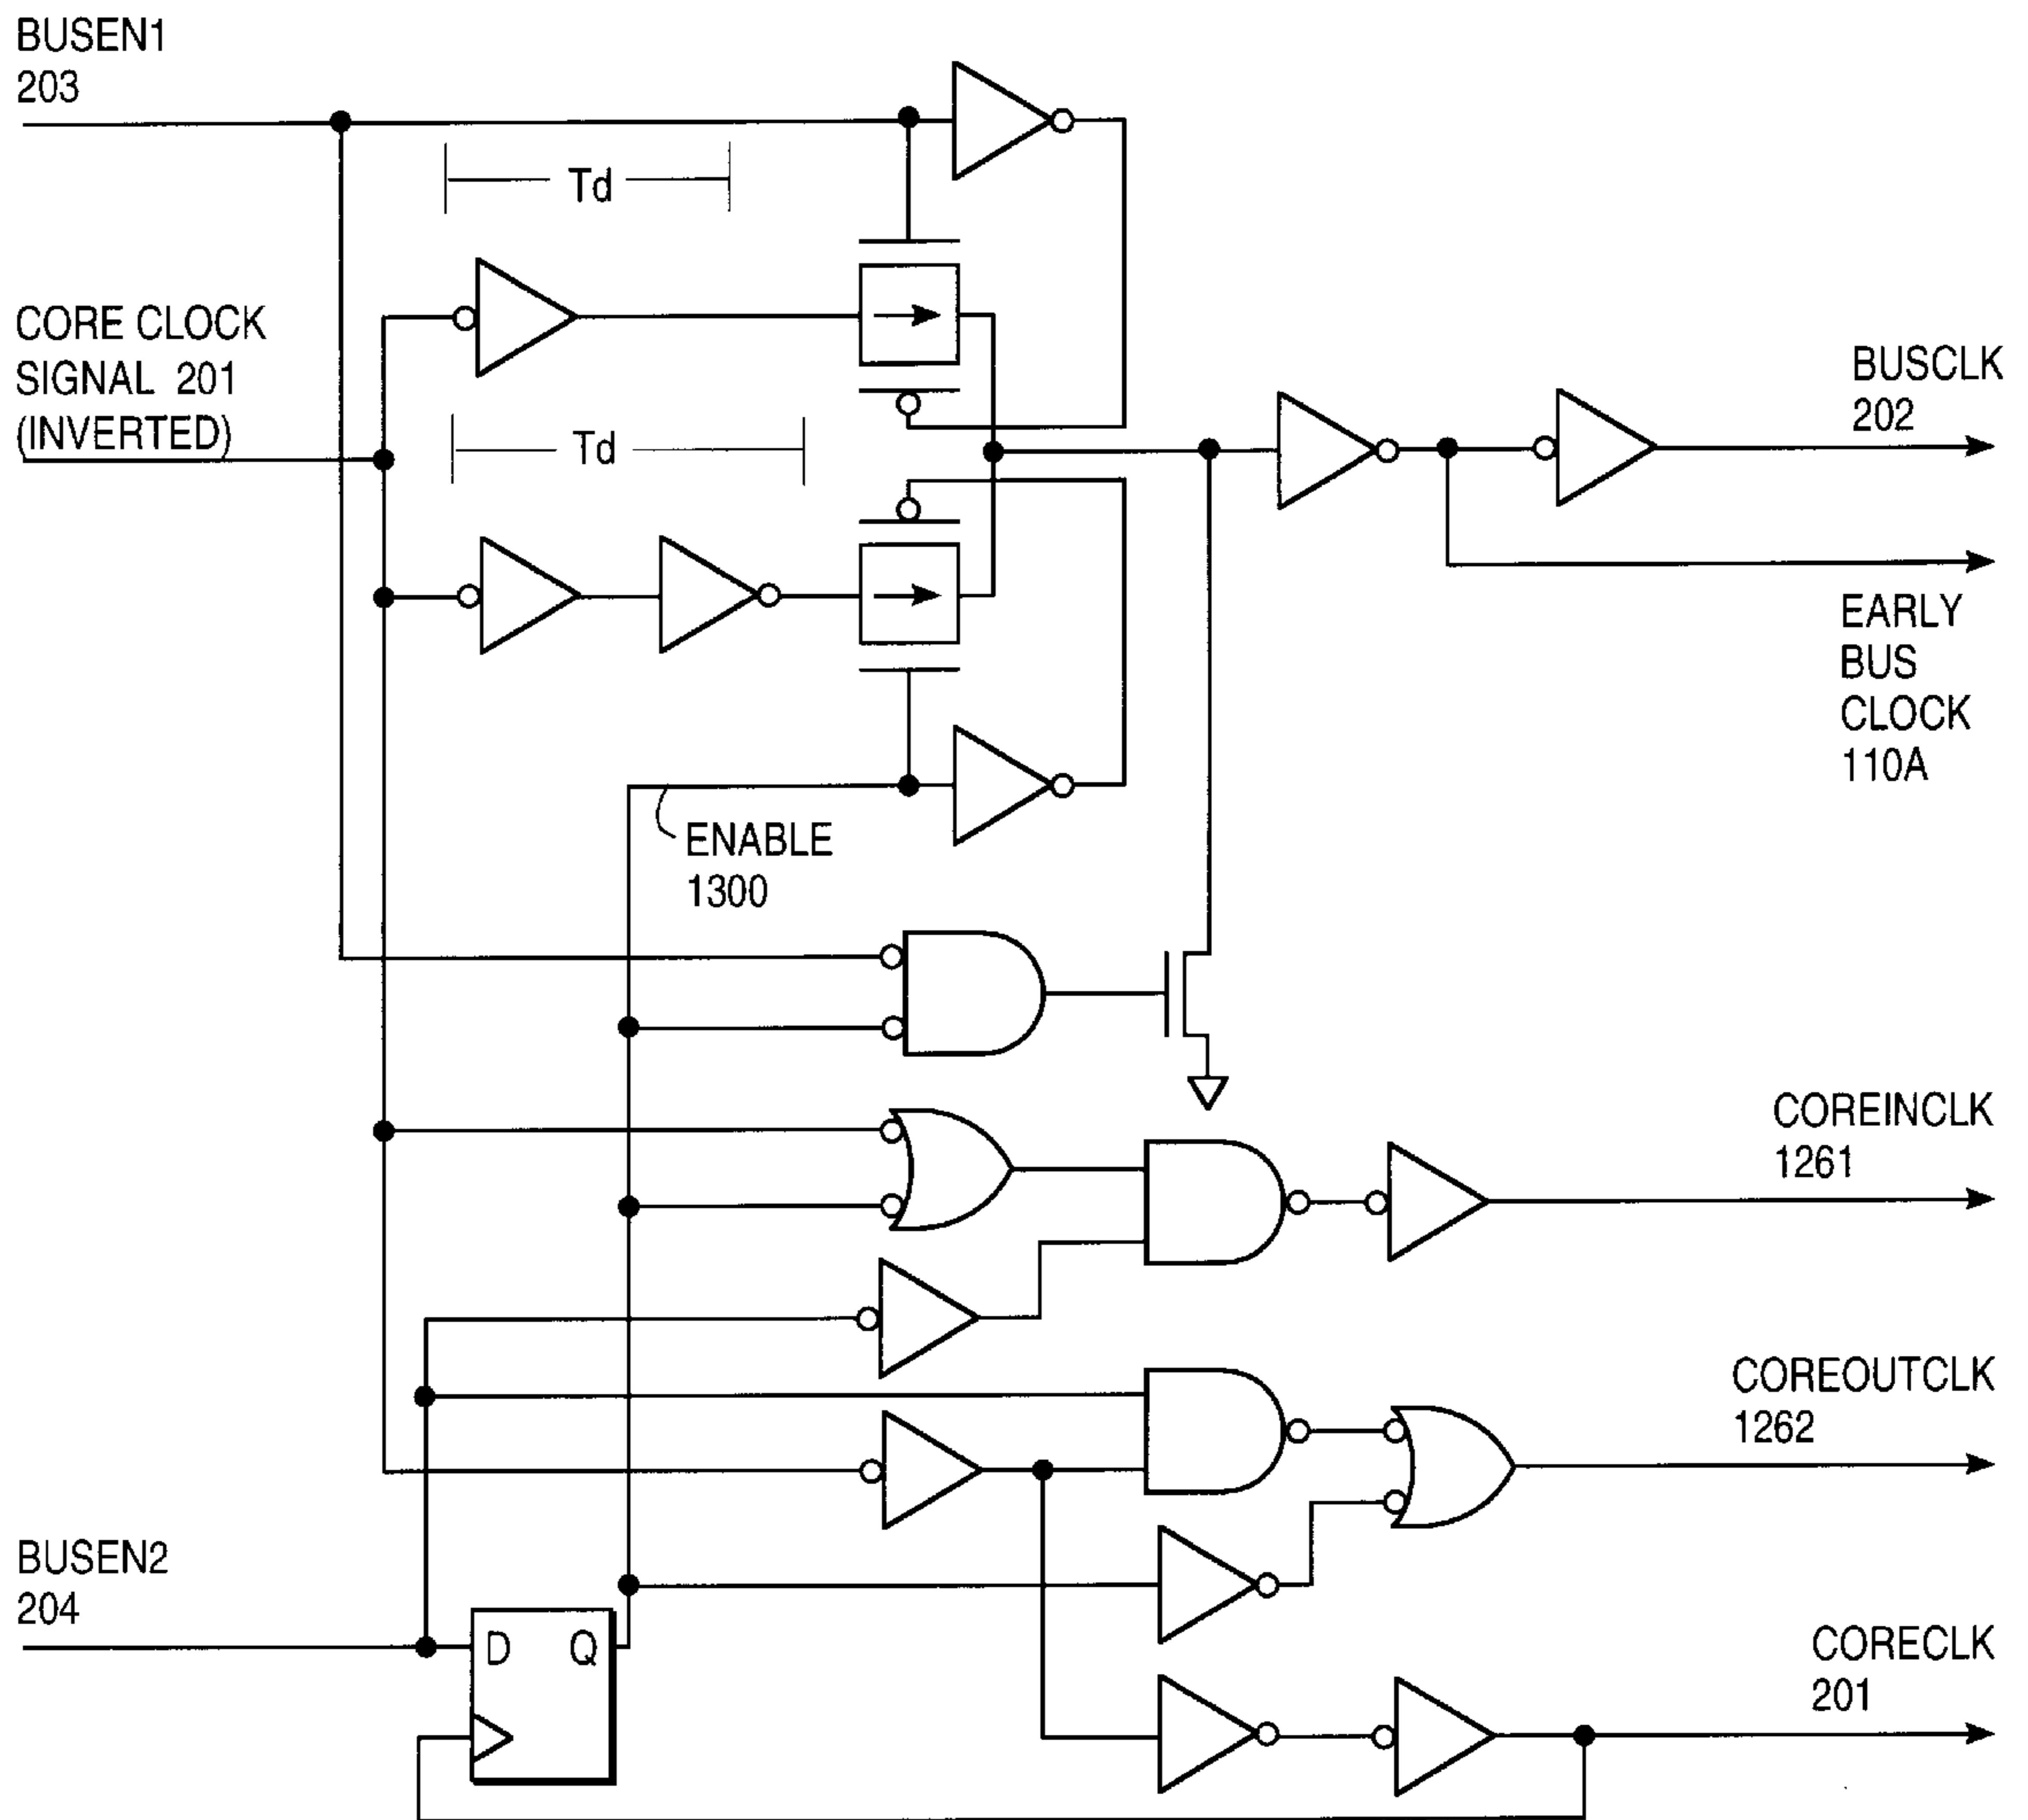 BUSEN1
203
Td
CORE CLOCK
SIGNAL 201
(INVERTED)
Td
BUSCLK
202
EARLY
BUS
CLOCK
110A
ENABLE
1300
COREINCLK
1261
COREOUTCLK
1262
BUSEN2
204
D Q
CORECLK
201